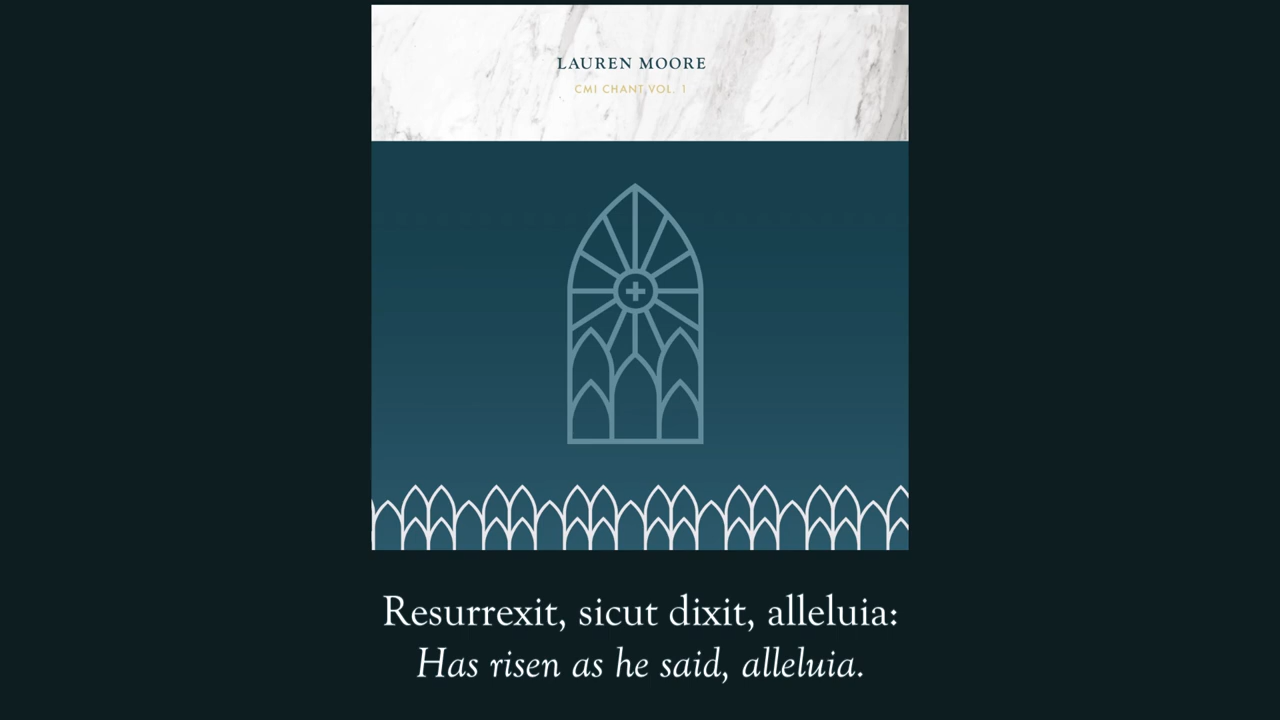 LAUREN MOORE
CMI CHANT VOL. 1
Resurrexit, sicut dixit, alleluia:
Has risen as he said, alleluia.